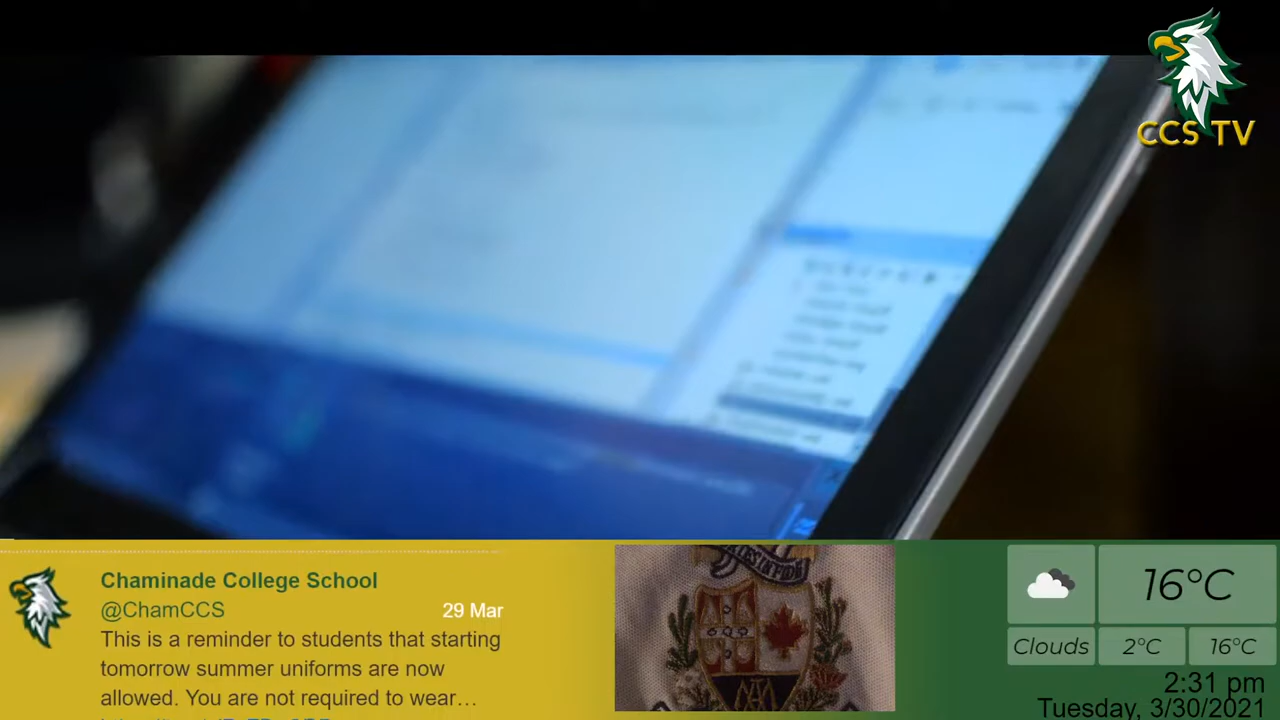 CCS TV
Chaminade College School
@ChamCCS
29 Mar
This is a reminder to students that starting
tomorrow summer uniforms are now
allowed. You are not required to wear…
16°C
Clouds
2°C
16°C
2:31 pm
Tuesday, 3/30/2021